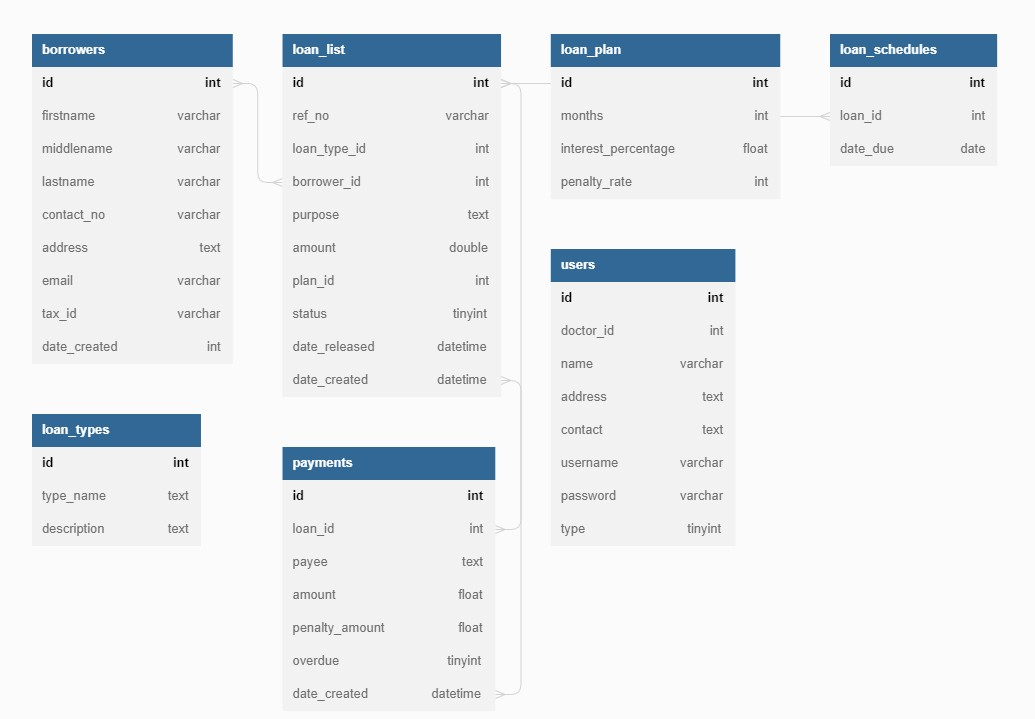 borrowers
id int
firstname varchar
middlename varchar
lastname varchar
contact_no varchar
address text
email varchar
tax_id varchar
date_created int
loan_list
id int
ref_no varchar
loan_type_id int
borrower_id int
purpose text
amount double
plan_id int
status tinyint
date_released datetime
date_created datetime
loan_plan
id int
months int
interest_percentage float
penalty_rate int
loan_schedules
id int
loan_id int
date_due date
users
id int
doctor_id int
name varchar
address text
contact text
username varchar
password varchar
type tinyint
loan_types
id int
type_name text
description text
payments
id int
loan_id int
payee text
amount float
penalty_amount float
overdue tinyint
date_created datetime